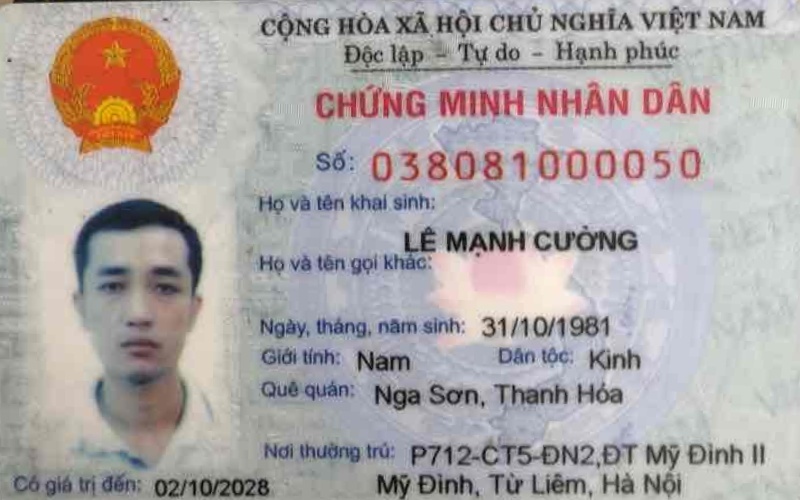 CỘNG HÒA XÃ HỘI CHỦ NGHĨA VIỆT NAM
Độc lập - Tự do - Hạnh phúc
CHỨNG MINH NHÂN DÂN
Số: 038081000050
Họ và tên khai sinh:
LÊ MẠNH CƯỜNG
Họ và tên gọi khác:
Ngày, tháng, năm sinh: 31/10/1981
Giới tính: Nam Dân tộc: Kinh
Quê quán: Nga Sơn, Thanh Hóa
Nơi thường trú: P712-CT5-ĐN2,ĐT Mỹ Đình II
Mỹ Đình, Từ Liêm, Hà Nội
Có giá trị đến: 02/10/2028